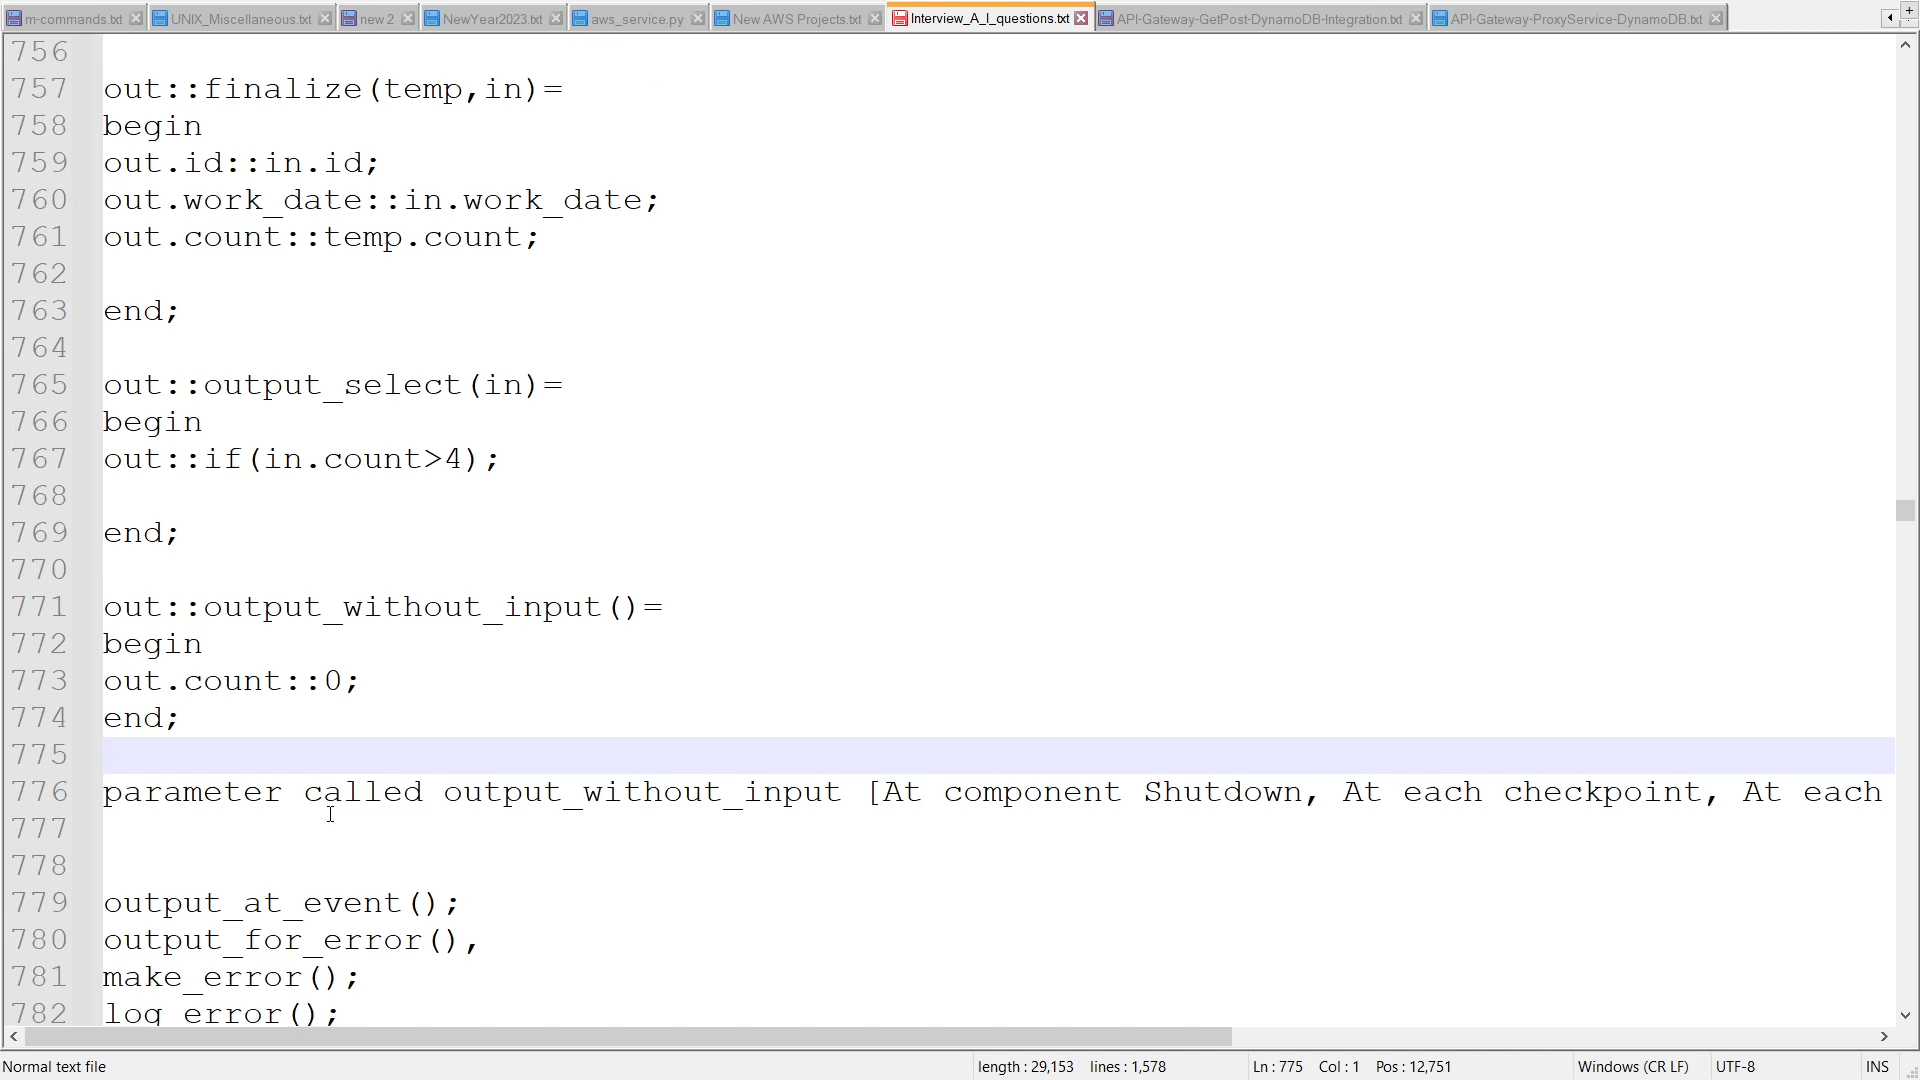 m-commands.txt UNIX_Miscellaneous.txt new 2 NewYear2023.txt aws_service.py New AWS Projects.txt Interview_A_I_questions.txt API-Gateway-GetPost-DynamoDB-Integration.txt API-Gateway-ProxyService-DynamoDB.txt
756
757 out::finalize(temp,in)=
758 begin
759 out.id::in.id;
760 out.work_date::in.work_date;
761 out.count::temp.count;
762
763 end;
764
765 out::output_select(in)=
766 begin
767 out::if(in.count>4);
768
769 end;
770
771 out::output_without_input()=
772 begin
773 out.count::0;
774 end;
775
776 parameter called output_without_input [At component Shutdown, At each checkpoint, At each
777
778
779 output_at_event();
780 output_for_error(),
781 make_error();
782 log_error();
Normal text file length : 29,153 lines : 1,578 Ln : 775 Col : 1 Pos : 12,751 Windows (CR LF) UTF-8 INS